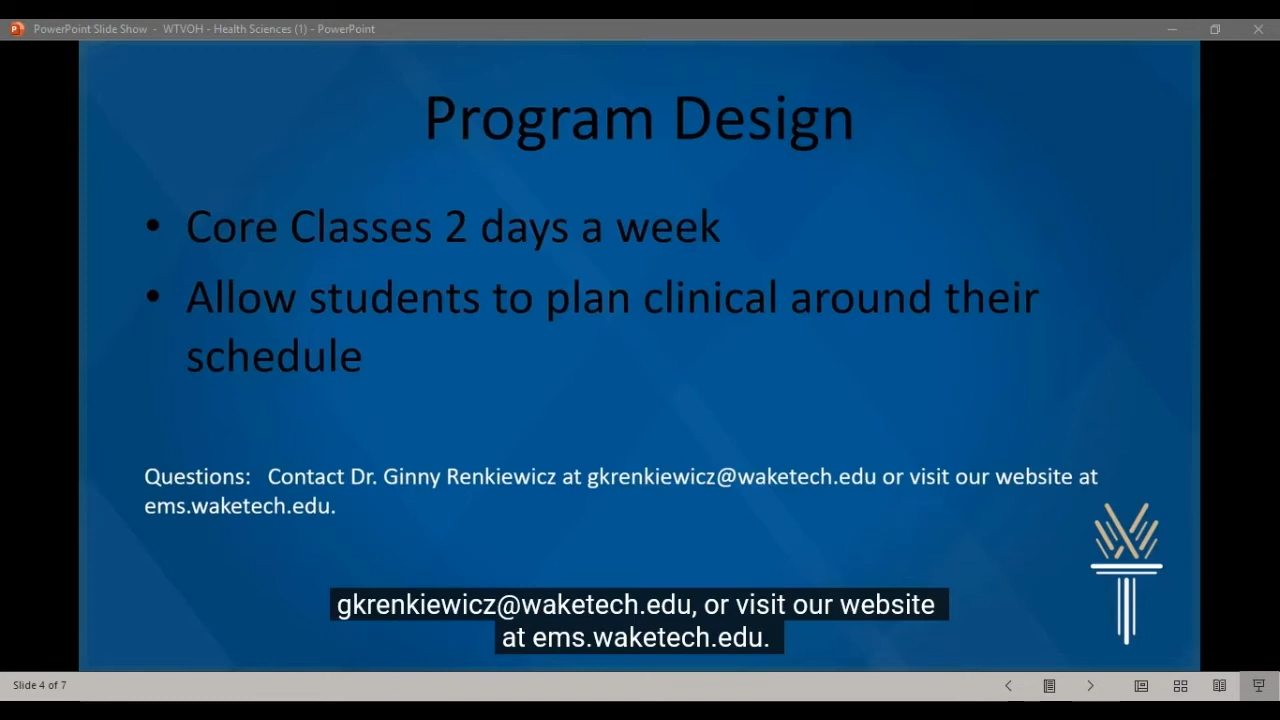 PowerPoint Slide Show - WTVOH - Health Sciences (1) - PowerPoint
Program Design
• Core Classes 2 days a week
• Allow students to plan clinical around their
schedule
Questions: Contact Dr. Ginny Renkiewicz at gkrenkiewicz@waketech.edu or visit our website at
ems.waketech.edu.
gkrenkiewicz@waketech.edu, or visit our website
at ems.waketech.edu.
Slide 4 of 7